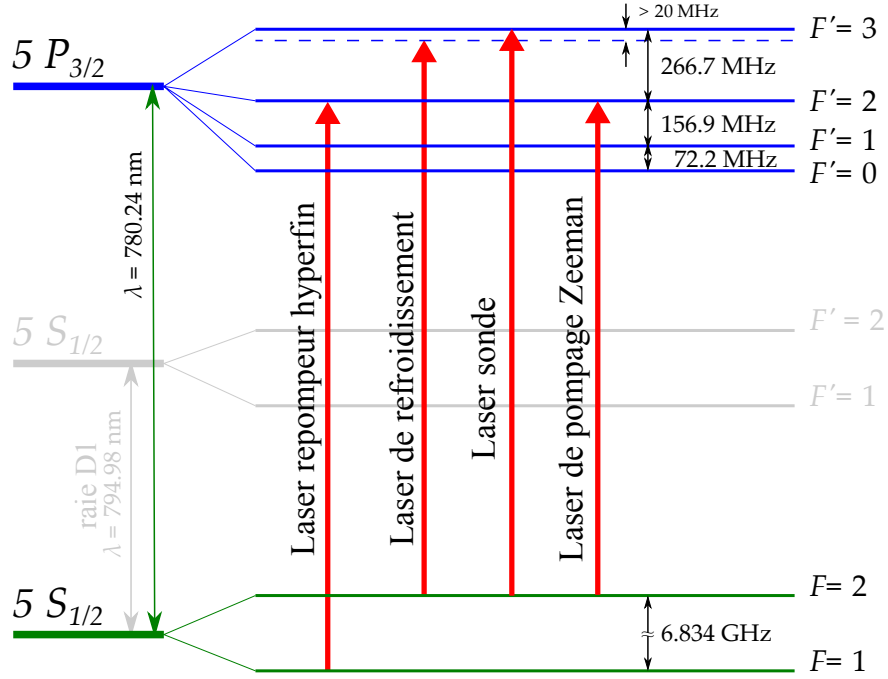 > 20 MHz
F' = 3
5 P3/2
266.7 MHz
F' = 2
156.9 MHz
F' = 1
72.2 MHz
F' = 0
λ = 780.24 nm
Laser repompeur hyperfin
Laser de refroidissement
Laser sonde
Laser de pompage Zeeman
5 S1/2
F' = 2
F' = 1
raie D1
λ = 794.98 nm
5 S1/2
F = 2
≈ 6.834 GHz
F = 1